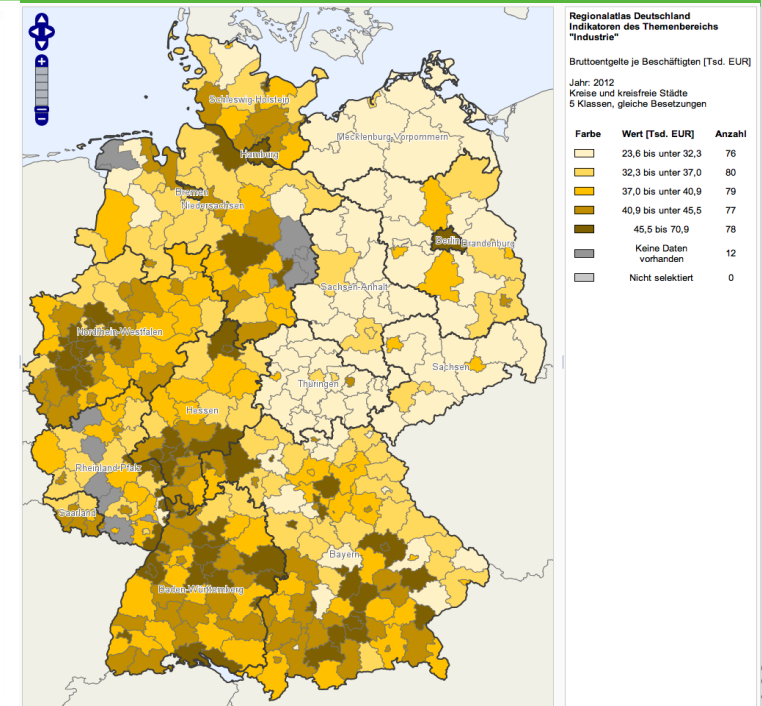 Regionalatlas Deutschland
Indikatoren des Themenbereichs
"Industrie"
Bruttoentgelte je Beschäftigten [Tsd. EUR]
Jahr: 2012
Kreise und kreisfreie Städte
5 Klassen, gleiche Besetzungen
Farbe Wert [Tsd. EUR] Anzahl
23,6 bis unter 32,3 76
32,3 bis unter 37,0 80
37,0 bis unter 40,9 79
40,9 bis unter 45,5 77
45,5 bis 70,9 78
Keine Daten
vorhanden 12
Nicht selektiert 0
Schleswig-Holstein
Mecklenburg-Vorpommern
Hamburg
Bremen
Niedersachsen
Berlin
Brandenburg
Sachsen-Anhalt
Nordrhein-Westfalen
Sachsen
Thüringen
Hessen
Rheinland-Pfalz
Saarland
Bayern
Baden-Württemberg